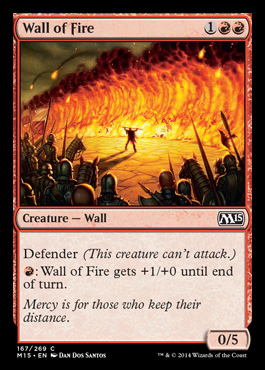 Wall of Fire 1
Creature — Wall M15
Defender (This creature can't attack.)
: Wall of Fire gets +1/+0 until end
of turn.
Mercy is for those who keep their
distance.
0/5
167/269 C
M15 • EN Dan Dos Santos ™ & © 2014 Wizards of the Coast